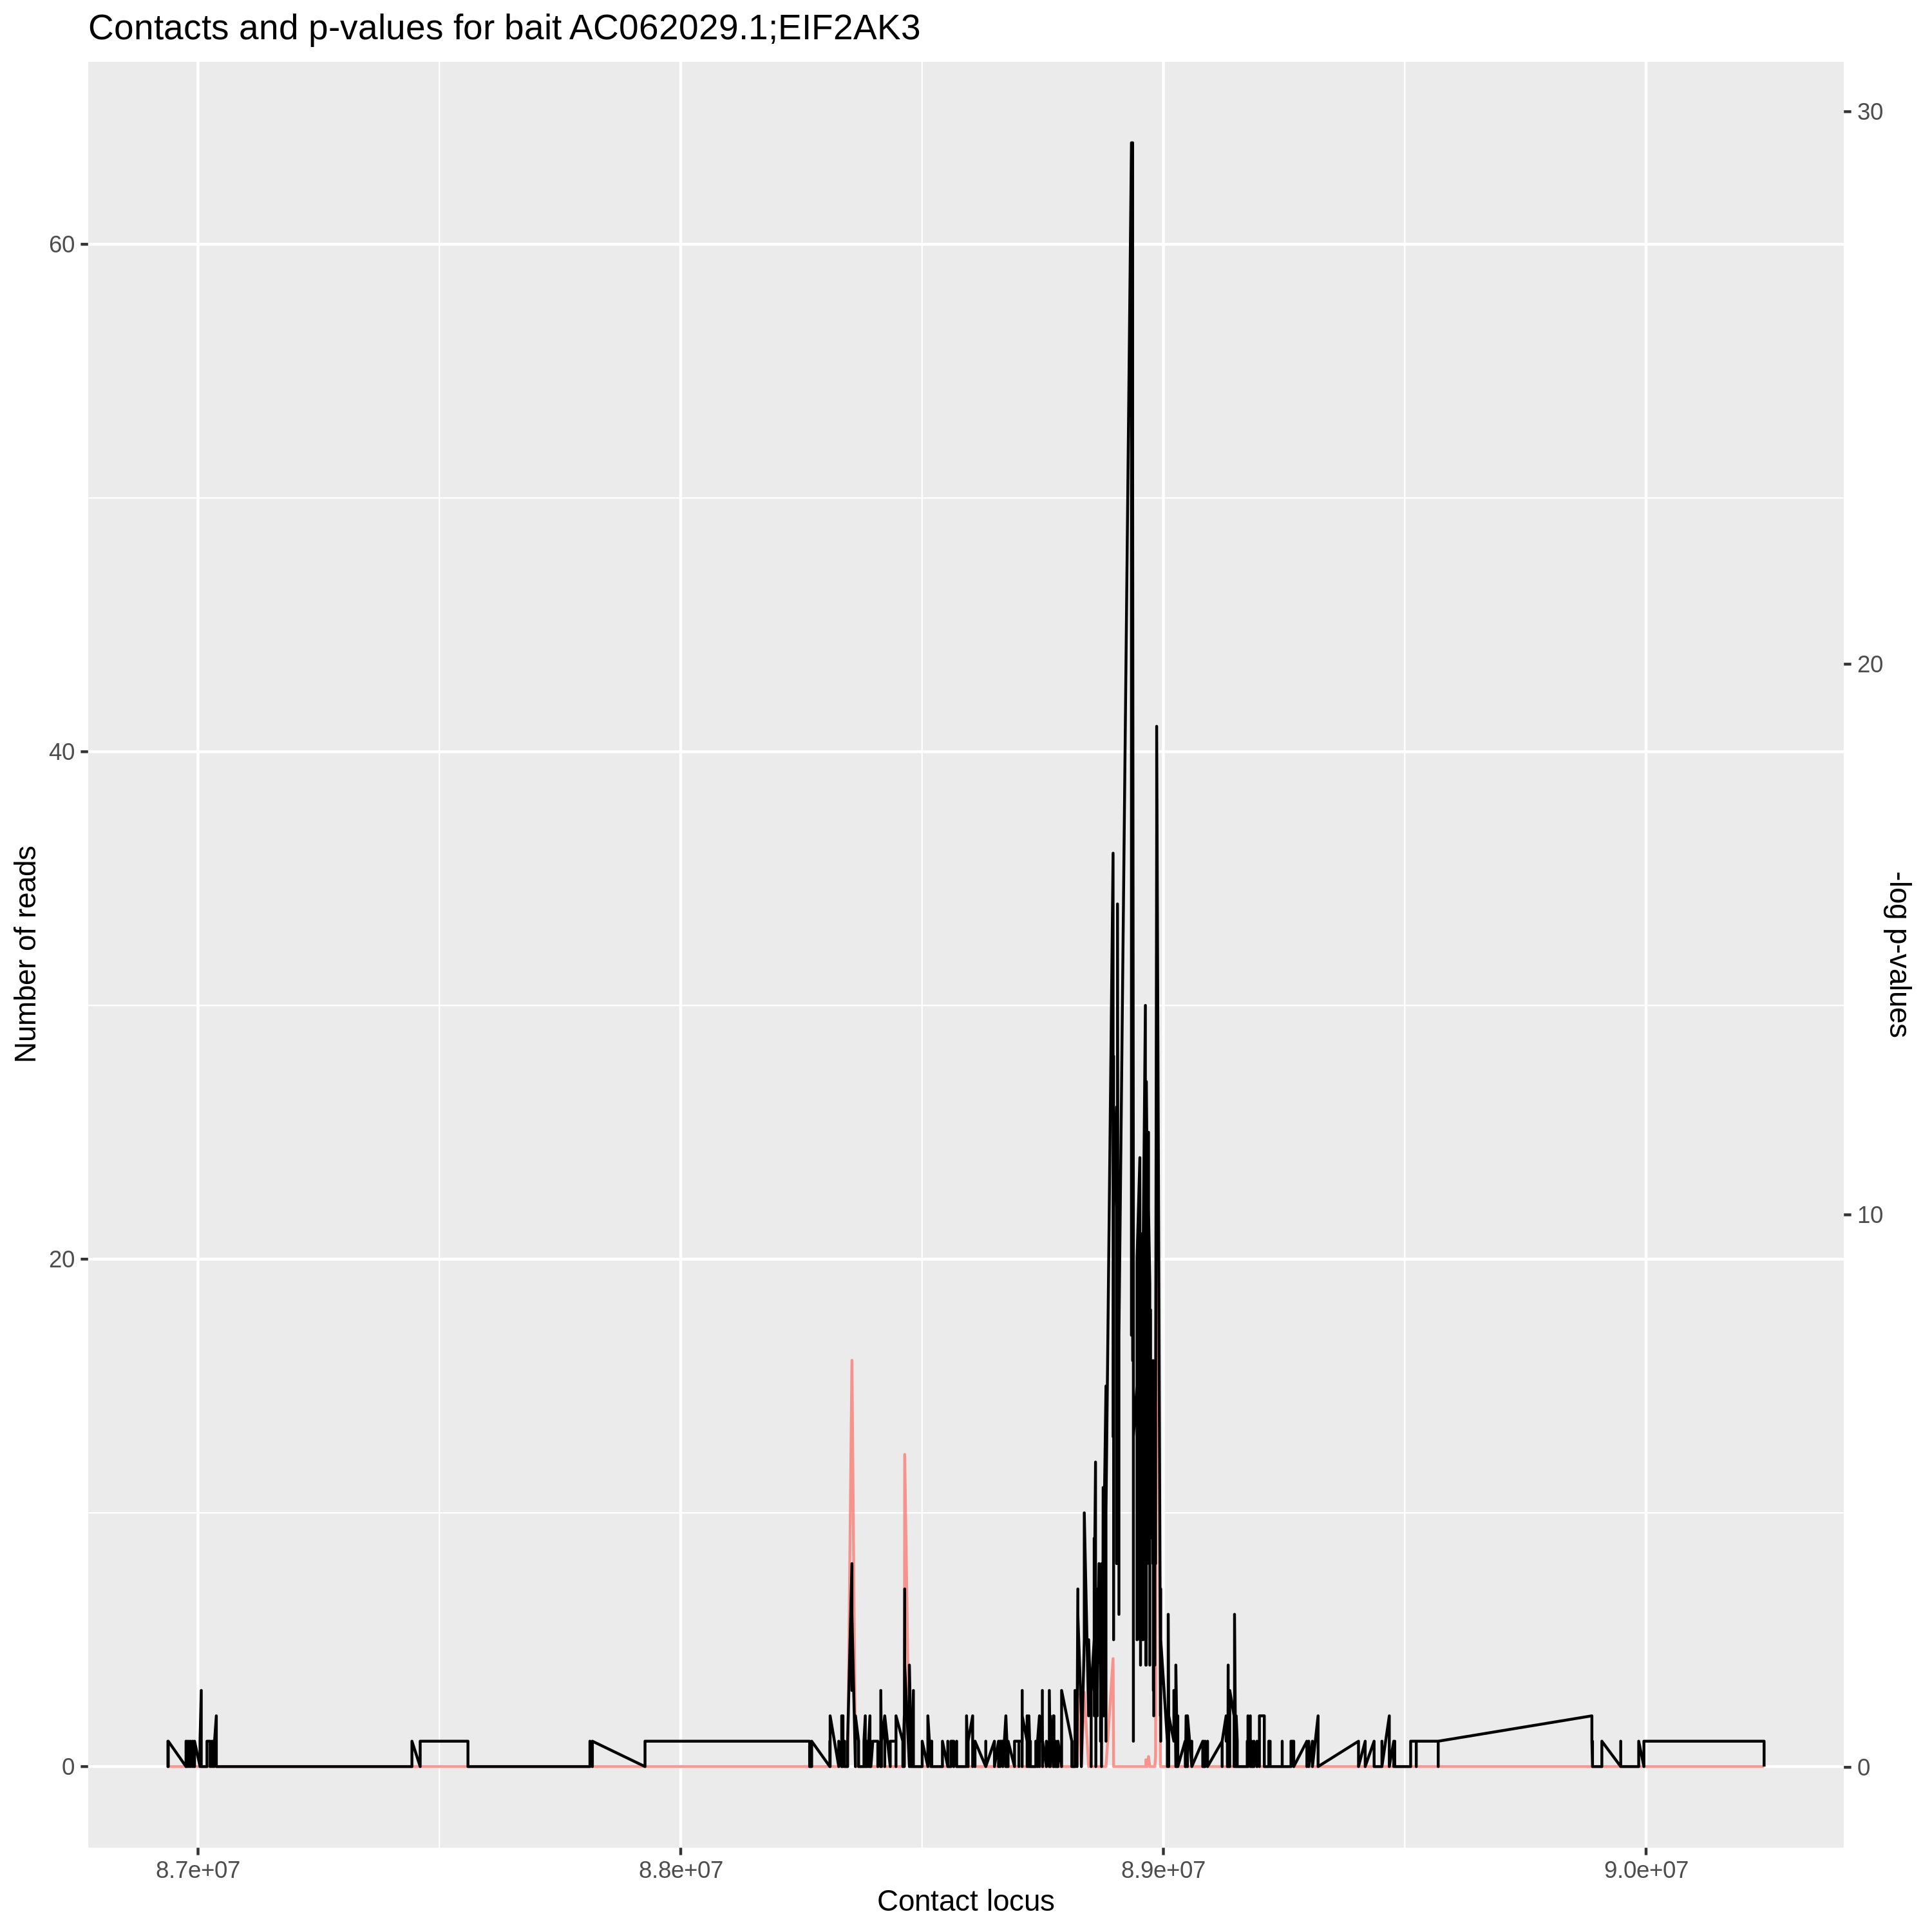 Contacts and p-values for bait AC062029.1;EIF2AK3
30
60
20
40
Number of reads
-log p-values
10
20
0
0
8.7e+07
8.8e+07
8.9e+07
9.0e+07
Contact locus